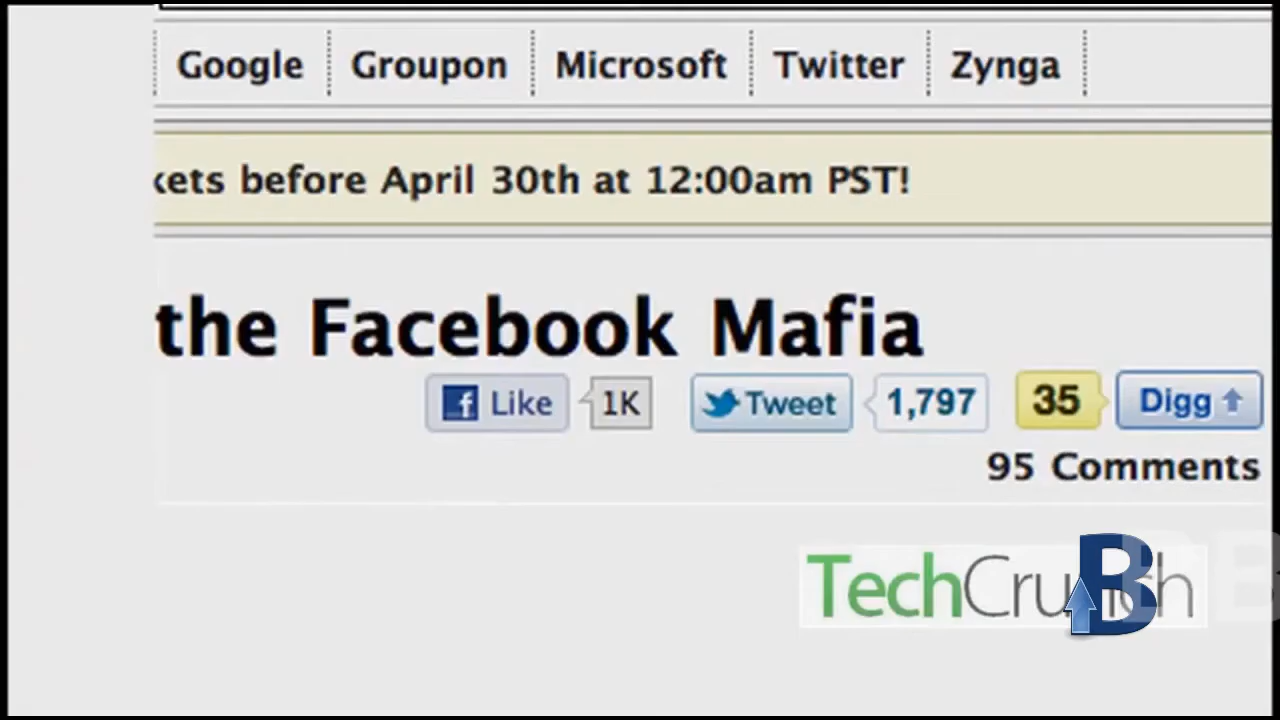 Google Groupon Microsoft Twitter Zynga
kets before April 30th at 12:00am PST!
the Facebook Mafia
Like 1K Tweet 1,797 35 Digg
95 Comments
TechCrunch
B